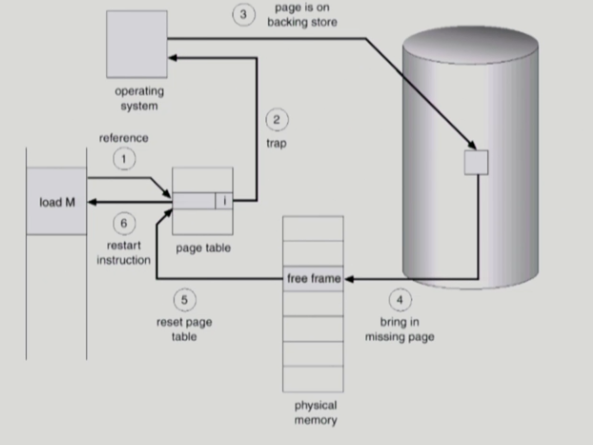 3
page is on
backing store
operating
system
2
trap
reference
1
load M
i
6
restart
instruction
page table
5
reset page
table
free frame
4
bring in
missing page
physical
memory